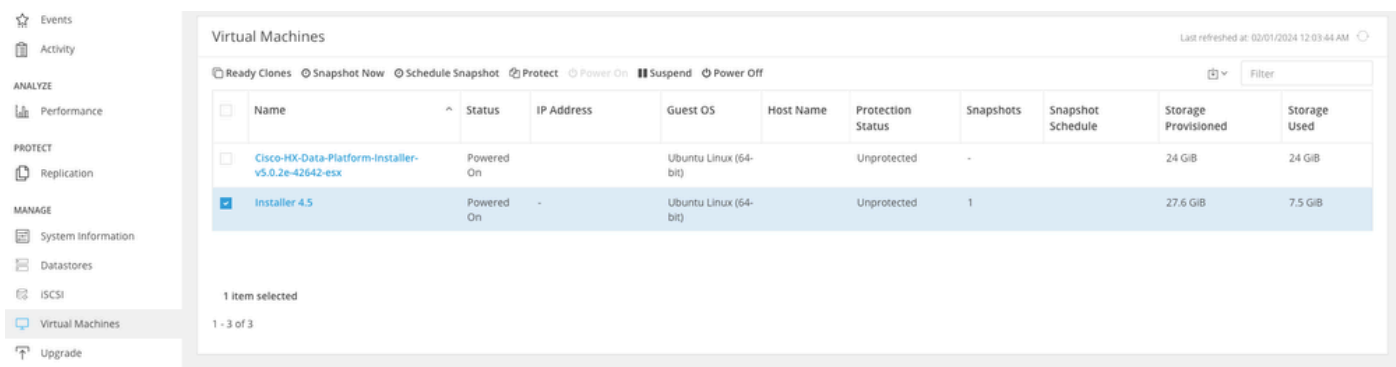 Events
Activity
ANALYZE
Performance
PROTECT
Replication
MANAGE
System Information
Datastores
iSCSI
Virtual Machines
Upgrade
Virtual Machines
Last refreshed at: 02/01/2024 12:03:44 AM
Ready Clones Snapshot Now Schedule Snapshot Protect Power On Suspend Power Off
Filter
Name Status IP Address Guest OS Host Name Protection Status Snapshots Snapshot Schedule Storage Provisioned Storage Used
Cisco-HX-Data-Platform-Installer-v5.0.2e-42642-esx Powered On Ubuntu Linux (64-bit) Unprotected - 24 GiB 24 GiB
Installer 4.5 Powered On - Ubuntu Linux (64-bit) Unprotected 1 27.6 GiB 7.5 GiB
1 item selected
1 - 3 of 3